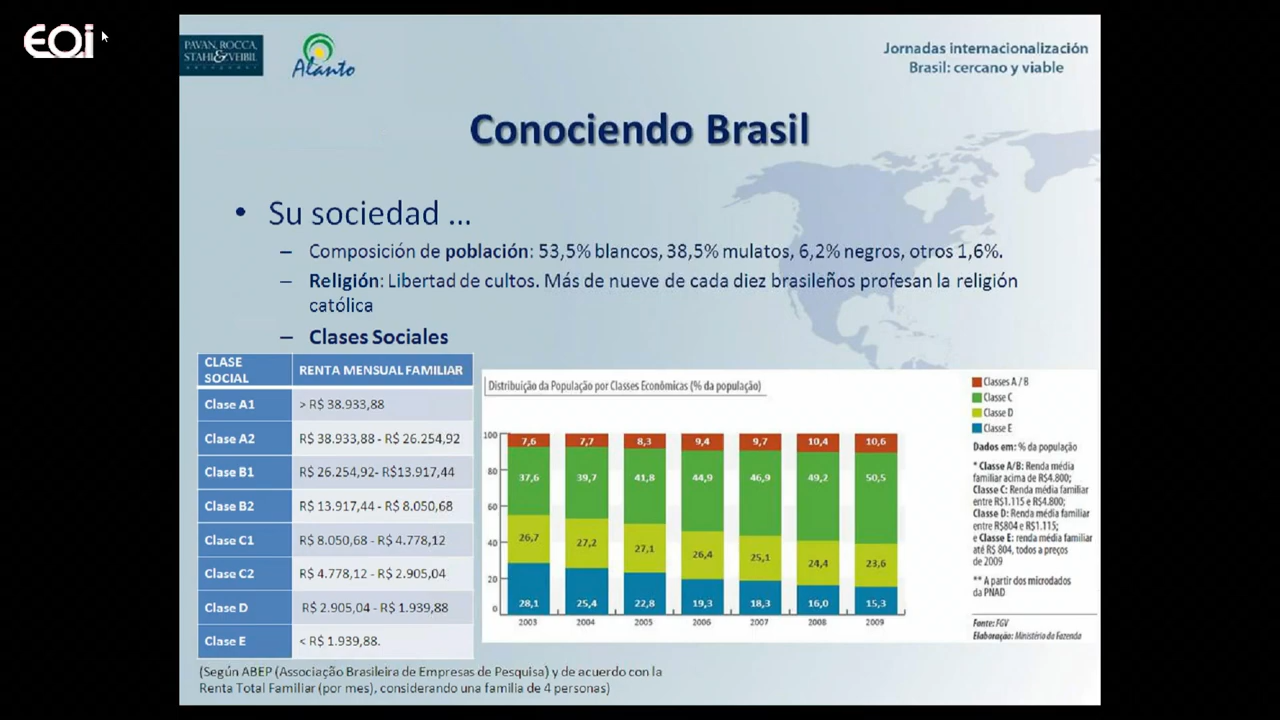 EOi
PAVAN, ROCCA,
STAHL & VEIBIL
Alanto
Jornadas internacionalización
Brasil: cercano y viable
Conociendo Brasil
• Su sociedad ...
– Composición de población: 53,5% blancos, 38,5% mulatos, 6,2% negros, otros 1,6%.
– Religión: Libertad de cultos. Más de nueve de cada diez brasileños profesan la religión
católica
– Clases Sociales
CLASE SOCIAL RENTA MENSUAL FAMILIAR
Clase A1 > R$ 38.933,88
Clase A2 R$ 38.933,88 - R$ 26.254,92
Clase B1 R$ 26.254,92- R$13.917,44
Clase B2 R$ 13.917,44 - R$ 8.050,68
Clase C1 R$ 8.050,68 - R$ 4.778,12
Clase C2 R$ 4.778,12 - R$ 2.905,04
Clase D R$ 2.905,04 - R$ 1.939,88
Clase E < R$ 1.939,88.
(Según ABEP (Associação Brasileira de Empresas de Pesquisa) y de acuerdo con la
Renta Total Familiar (por mes), considerando una familia de 4 personas)
Distribuição da População por Classes Econômicas (% da população)
100
80
60
40
20
0
7,6 7,7 8,3 9,4 9,7 10,4 10,6
37,6 39,7 41,8 44,9 46,9 49,2 50,5
26,7 27,2 27,1 26,4 25,1 24,4 23,6
28,1 25,4 22,8 19,3 18,3 16,0 15,3
2003 2004 2005 2006 2007 2008 2009
Classes A / B
Classe C
Classe D
Classe E
Dados em: % da população
* Classe A/B: Renda média
familiar acima de R$4.800;
Classe C: Renda média familiar
entre R$1.115 e R$4.800;
Classe D: Renda média familiar
entre R$804 e R$1.115;
e Classe E: renda média familiar
até R$ 804, todos a preços
de 2009
** A partir dos microdados
da PNAD
Fonte: FGV
Elaboração: Ministério da Fazenda